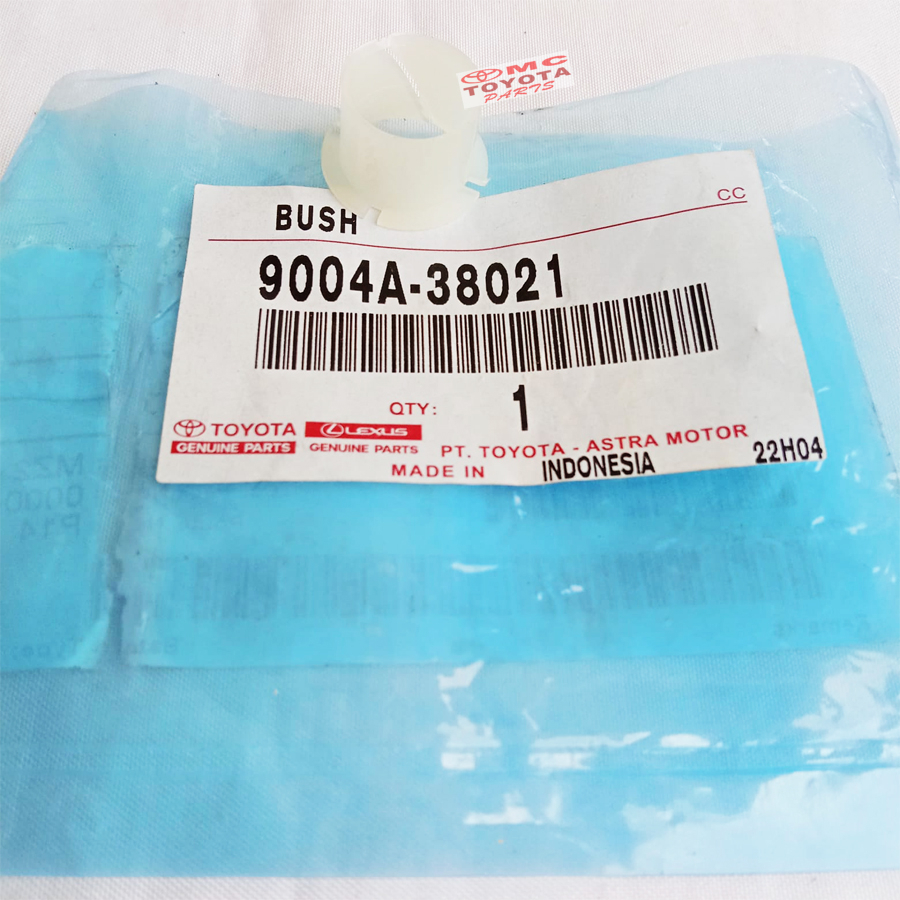 MC
TOYOTA
PARTS
CC
BUSH
9004A-38021
QTY: 1
TOYOTA LEXUS
GENUINE PARTS GENUINE PARTS PT. TOYOTA - ASTRA MOTOR
MADE IN INDONESIA 22H04
P14